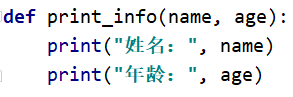 def print_info(name, age):
    print("姓名：", name)
    print("年龄：", age)